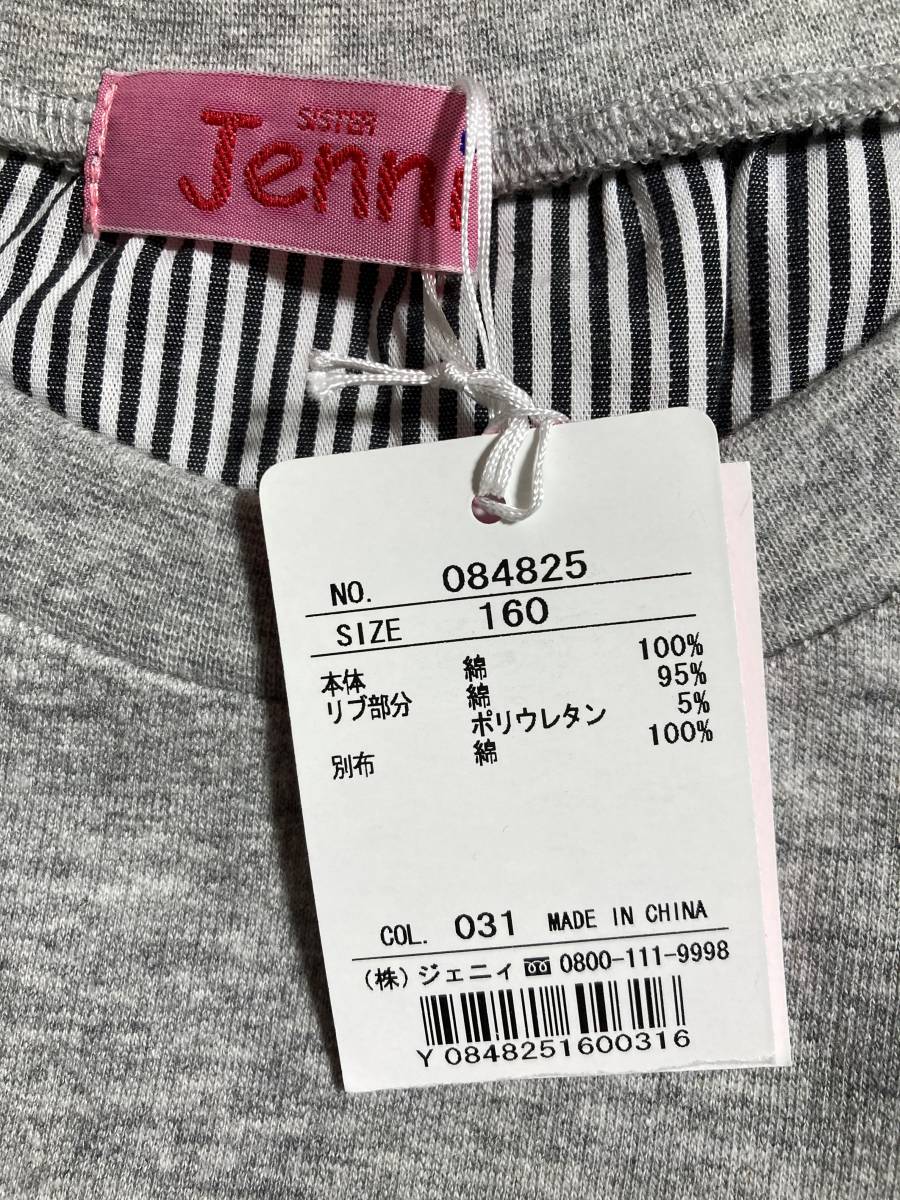 SISTER
Jenni
NO. 084825
SIZE 160
本体 綿 100%
リブ部分 綿 95%
ポリウレタン 5%
別布 綿 100%
COL. 031 MADE IN CHINA
(株)ジェニィ 0800-111-9998
Y 0848251600316